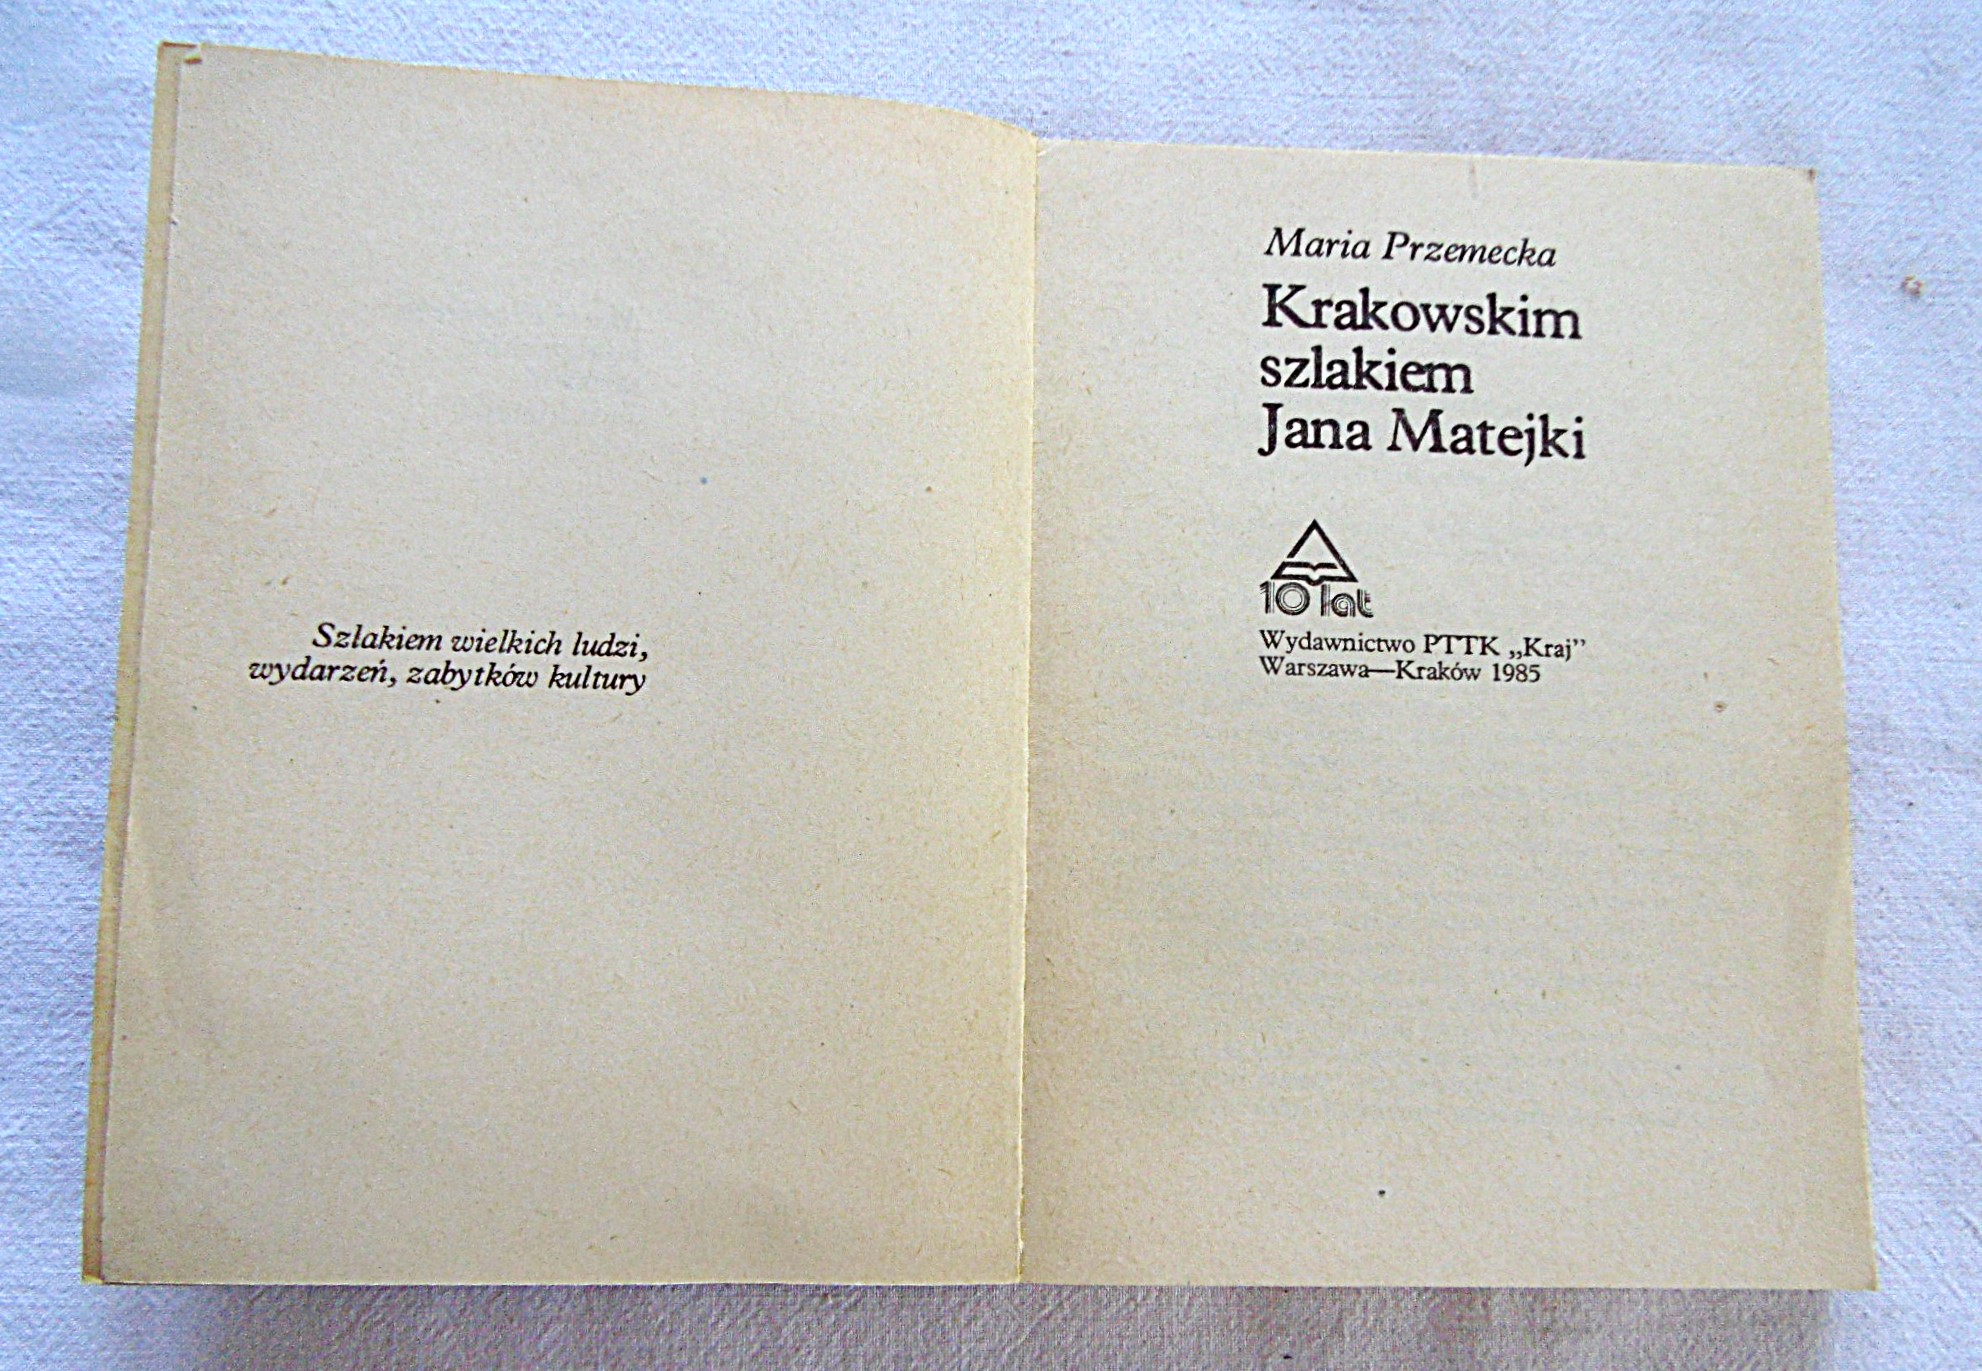 Szlakiem wielkich ludzi,
wydarzeń, zabytków kultury
Maria Przemecka
Krakowskim
szlakiem
Jana Matejki
10 lat
Wydawnictwo PTTK „Kraj”
Warszawa—Kraków 1985